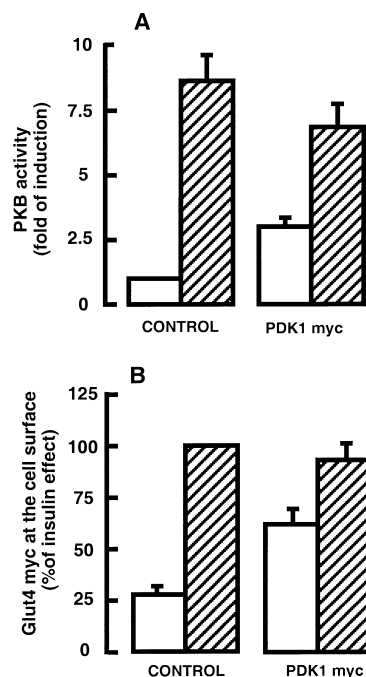 A
PKB activity
(fold of induction)
10
7.5
5
2.5
0
CONTROL PDK1 myc
B
Glut4 myc at the cell surface
(%of insulin effect)
125
100
75
50
25
0
CONTROL PDK1 myc